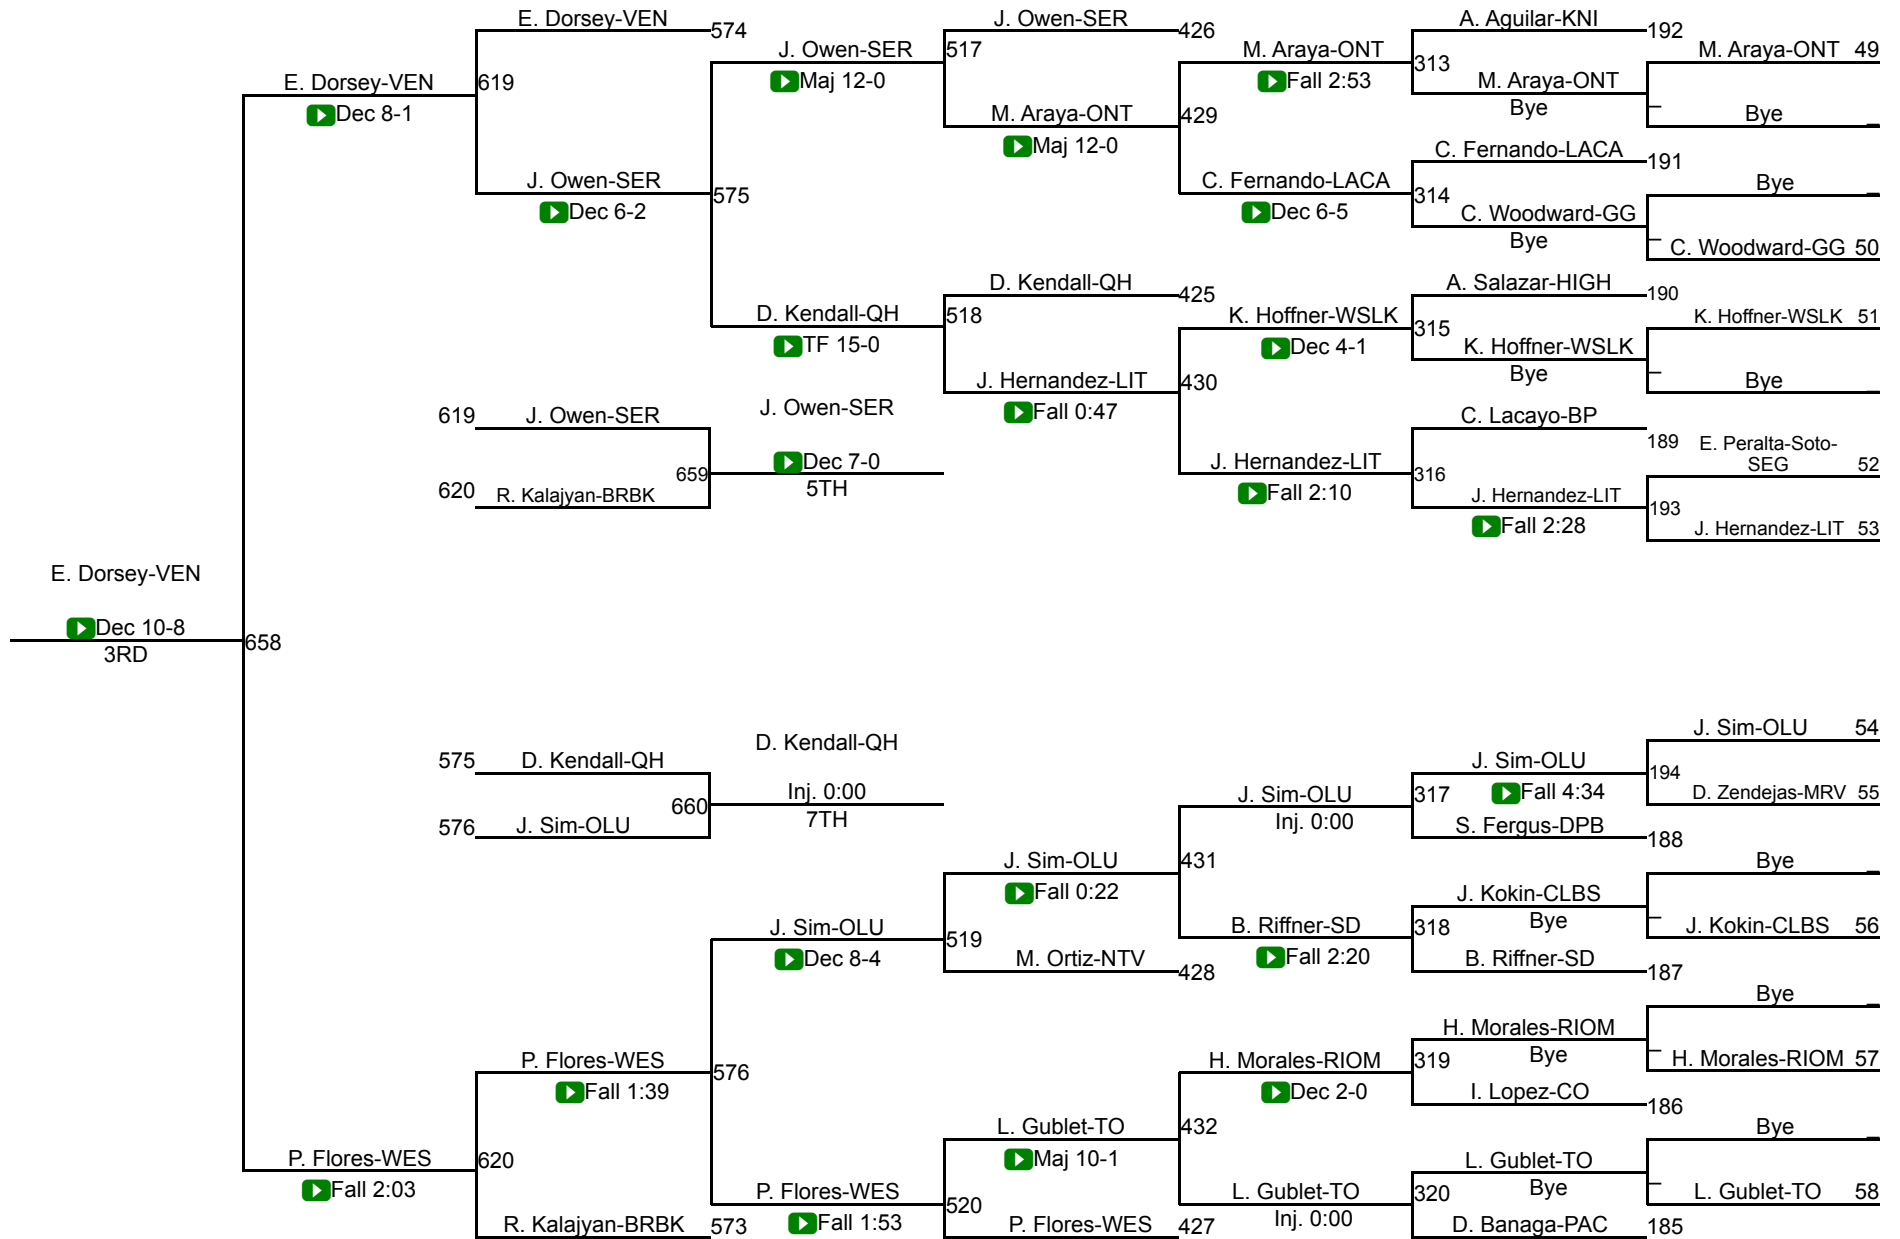 E. Dorsey-VEN
574
J. Owen-SER
426
A. Aguilar-KNI
192
J. Owen-SER
517
M. Araya-ONT
313
M. Araya-ONT 49
E. Dorsey-VEN
619
Maj 12-0
Fall 2:53
M. Araya-ONT
Bye
Dec 8-1
M. Araya-ONT
429
Bye
Maj 12-0
C. Fernando-LACA
191
J. Owen-SER
575
C. Fernando-LACA
314
Bye
Dec 6-2
Dec 6-5
C. Woodward-GG
Bye
C. Woodward-GG 50
D. Kendall-QH
425
A. Salazar-HIGH
190
D. Kendall-QH
518
K. Hoffner-WSLK
315
K. Hoffner-WSLK 51
TF 15-0
Dec 4-1
K. Hoffner-WSLK
Bye
J. Hernandez-LIT
430
Bye
619
J. Owen-SER
J. Owen-SER
Fall 0:47
C. Lacayo-BP
189
E. Peralta-Soto-
SEG 52
659
Dec 7-0
5TH
J. Hernandez-LIT
316
620
R. Kalajyan-BRBK
Fall 2:10
J. Hernandez-LIT
193
Fall 2:28
J. Hernandez-LIT 53
E. Dorsey-VEN
Dec 10-8
658
3RD
J. Sim-OLU 54
575
D. Kendall-QH
D. Kendall-QH
J. Sim-OLU
194
660
Inj. 0:00
7TH
J. Sim-OLU
317
Fall 4:34
D. Zendejas-MRV 55
576
J. Sim-OLU
Inj. 0:00
S. Fergus-DPB
188
J. Sim-OLU
431
Bye
Fall 0:22
J. Kokin-CLBS
Bye
J. Sim-OLU
519
B. Riffner-SD
318
J. Kokin-CLBS 56
Dec 8-4
M. Ortiz-NTV
428
Fall 2:20
B. Riffner-SD
187
Bye
H. Morales-RIOM
Bye
P. Flores-WES
576
H. Morales-RIOM
319
H. Morales-RIOM 57
Fall 1:39
Dec 2-0
I. Lopez-CO
186
L. Gublet-TO
432
Bye
P. Flores-WES
620
Maj 10-1
L. Gublet-TO
Bye
Fall 2:03
P. Flores-WES
520
L. Gublet-TO
320
L. Gublet-TO 58
R. Kalajyan-BRBK
573
Fall 1:53
P. Flores-WES
427
Inj. 0:00
D. Banaga-PAC
185